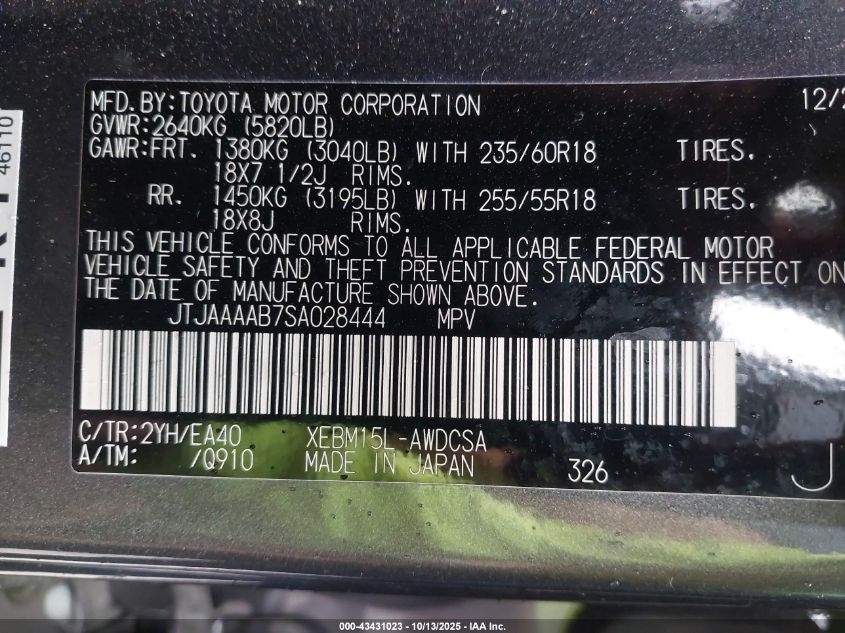 MFD.BY:TOYOTA MOTOR CORPORATION 12/2
GVWR:2640KG (5820LB)
GAWR:FRT. 1380KG (3040LB) WITH 235/60R18 TIRES.
18X7 1/2J RIMS.
RR. 1450KG (3195LB) WITH 255/55R18 TIRES.
18X8J RIMS.
THIS VEHICLE CONFORMS TO ALL APPLICABLE FEDERAL MOTOR
VEHICLE SAFETY AND THEFT PREVENTION STANDARDS IN EFFECT ON
THE DATE OF MANUFACTURE SHOWN ABOVE.
JTJAAAAB7SA028444 MPV
C/TR:2YH/EA40 XEBM15L-AWDCSA
A/TM: /Q910 MADE IN JAPAN 326
J
46110
000-43431023 | 10/13/2025 - IAA Inc.